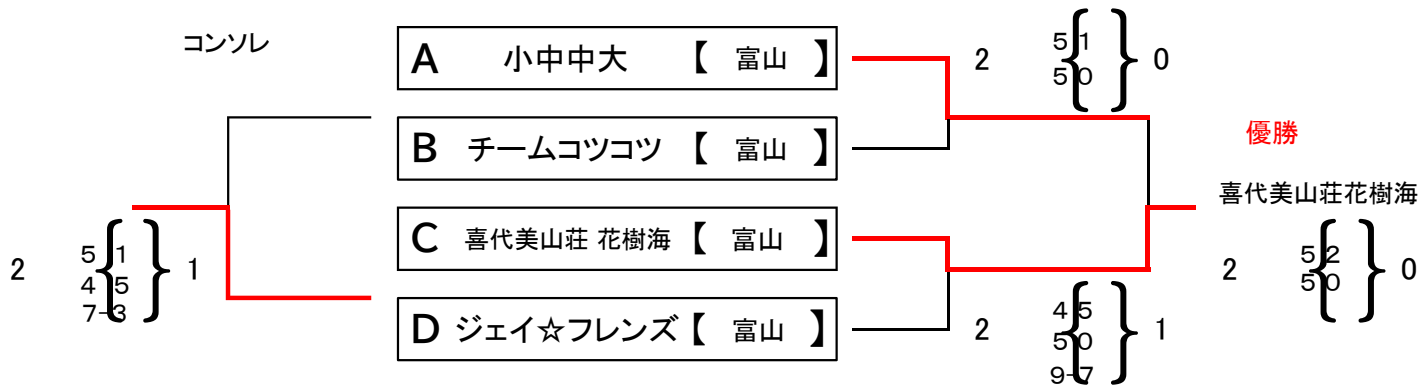 コンソレ
A 小中中大 【 富山 】
2 5 1 0
5 0
B チームコツコツ 【 富山 】
優勝
喜代美山荘花樹海
C 喜代美山荘 花樹海 【 富山 】
2 5 1 1
4 5
7-3
2 5 2 0
5 0
D ジェイ☆フレンズ 【 富山 】
2 4 5 1
5 0
9-7